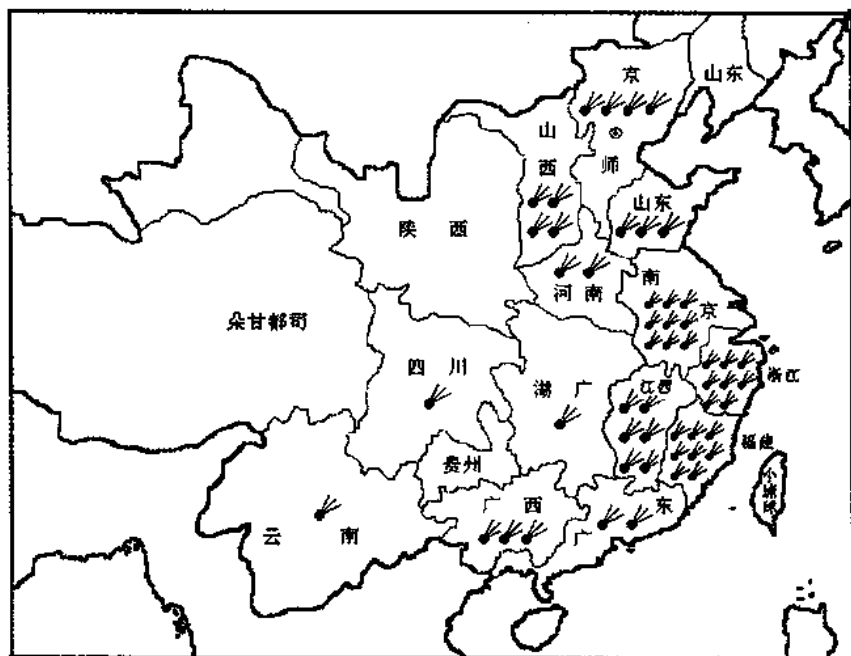 京
师
山东
山
西
山东
陕 西
河 南
南
京
朵甘都司
四 川
湖 广
江西
浙江
福建
小琉球
贵州
广 西
广 东
云 南